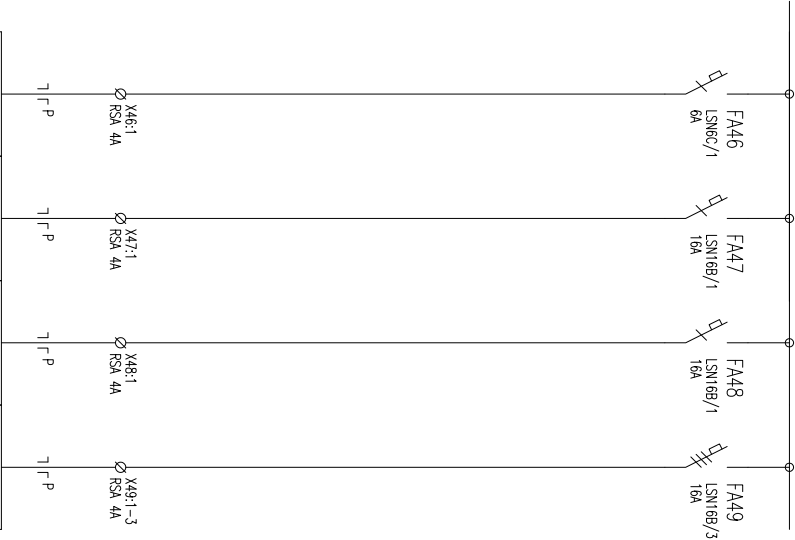 FA46
LSN6C/1
6A
X46:1
RSA 4A
P
FA47
LSN16B/1
16A
X47:1
RSA 4A
P
FA48
LSN16B/1
16A
X48:1
RSA 4A
P
FA49
LSN16B/3
16A
X49:1-3
RSA 4A
P